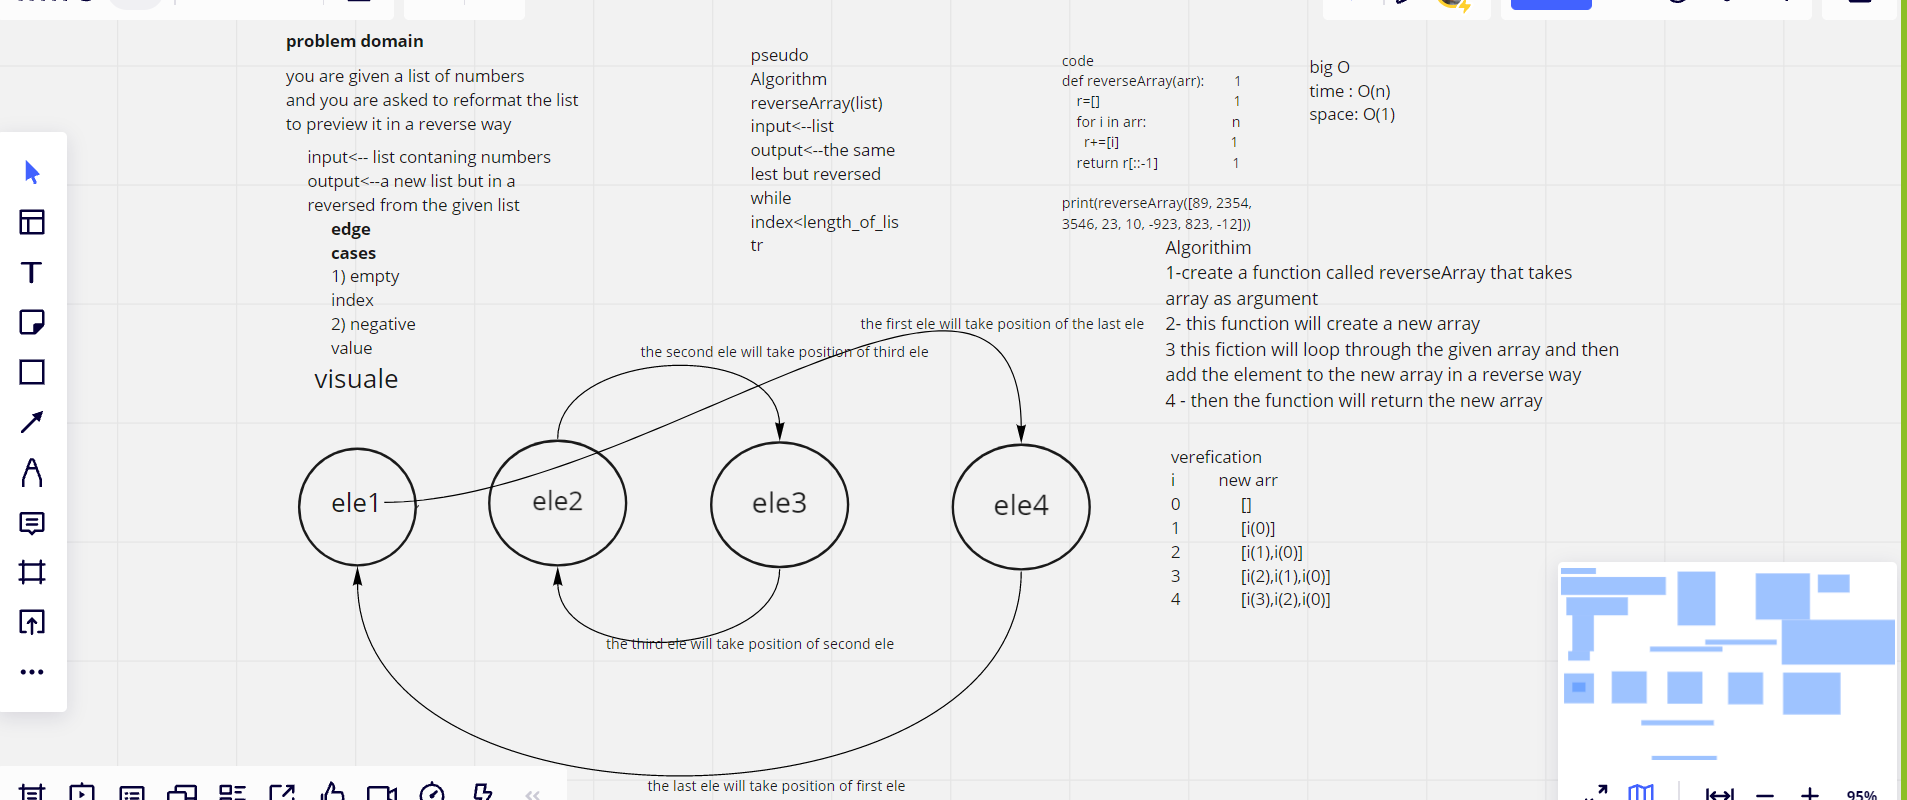 problem domain
you are given a list of numbers
and you are asked to reformat the list
to preview it in a reverse way
input<-- list contaning numbers
output<--a new list but in a
reversed from the given list
edge
cases
1) empty
index
2) negative
value
visuale
pseudo
Algorithm
reverseArray(list)
input<--list
output<--the same
lest but reversed
while
index<length_of_lis
tr
code
def reverseArray(arr): 1
r=[] 1
for i in arr: n
r+=[i] 1
return r[::-1] 1
print(reverseArray([89, 2354,
3546, 23, 10, -923, 823, -12]))
big O
time : O(n)
space: O(1)
Algorithim
1-create a function called reverseArray that takes
array as argument
2- this function will create a new array
3 this fiction will loop through the given array and then
add the element to the new array in a reverse way
4 - then the function will return the new array
the first ele will take position of the last ele
the second ele will take position of third ele
ele1
ele2
ele3
ele4
the third ele will take position of second ele
the last ele will take position of first ele
verefication
i new arr
0 []
1 [i(0)]
2 [i(1),i(0)]
3 [i(2),i(1),i(0)]
4 [i(3),i(2),i(0)]
95%